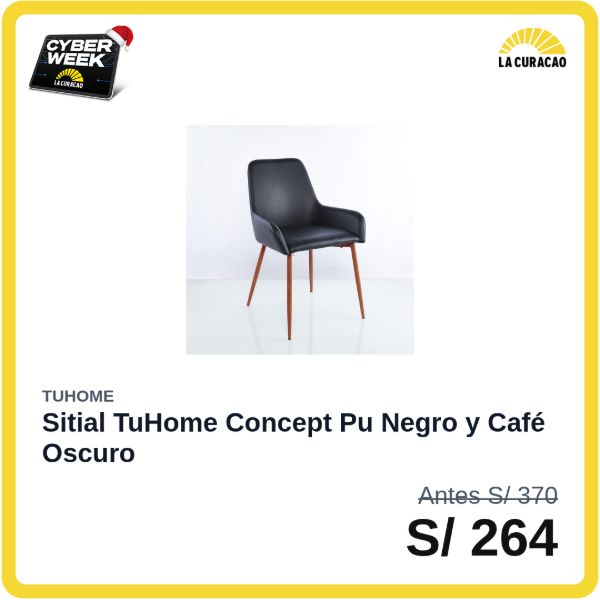 CYBER
WEEK
LA CURACAO
LA CURACAO
TUHOME
Sitial TuHome Concept Pu Negro y Café
Oscuro
Antes S/ 370
S/ 264